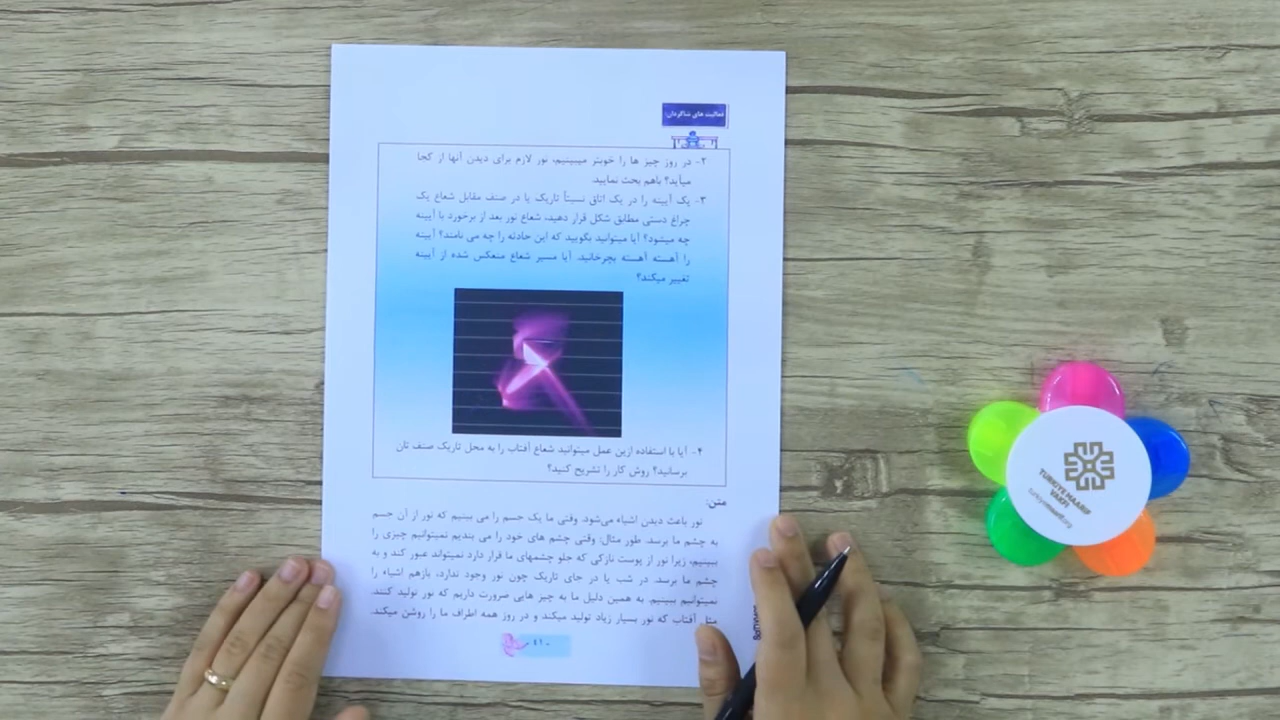 فعالیت های شاگردان:
۲- در روز چیز ها را خوبتر میبینیم، نور لازم برای دیدن آنها از کجا
میآید؟ باهم بحث نمایید.
۳- یک آیینه را در یک اتاق نسبتاً تاریک یا در صنف مقابل شعاع یک
چراغ دستی مطابق شکل قرار دهید، شعاع نور بعد از برخورد با آیینه
چه میشود؟ آیا میتوانید بگویید که این حادثه را چه می نامند؟ آیینه
را آهسته آهسته بچرخانید. آیا مسیر شعاع منعکس شده از آیینه
تغییر میکند؟
۴- آیا با استفاده ازین عمل میتوانید شعاع آفتاب را به محل تاریک صنف تان
برسانید؟ روش کار را تشریح کنید؟
متن:
نور باعث دیدن اشیاء می‌شود. وقتی ما یک جسم را می بینیم که نور از آن جسم
به چشم ما برسد. طور مثال: وقتی چشم های خود را می بندیم نمیتوانیم چیزی را
ببینیم، زیرا نور از پوست نازکی که جلو چشمهای ما قرار دارد نمیتواند عبور کند و به
چشم ما برسد. در شب یا در جای تاریک چون نور وجود ندارد، بازهم اشیاء را
نمیتوانیم ببینیم. به همین دلیل ما به چیز هایی ضرورت داریم که نور تولید کنند.
مثل آفتاب که نور بسیار زیاد تولید میکند و در روز همه اطراف ما را روشن میکند.
TÜRKİYE MAARİF
VAKFI
turkiyemaarif.org